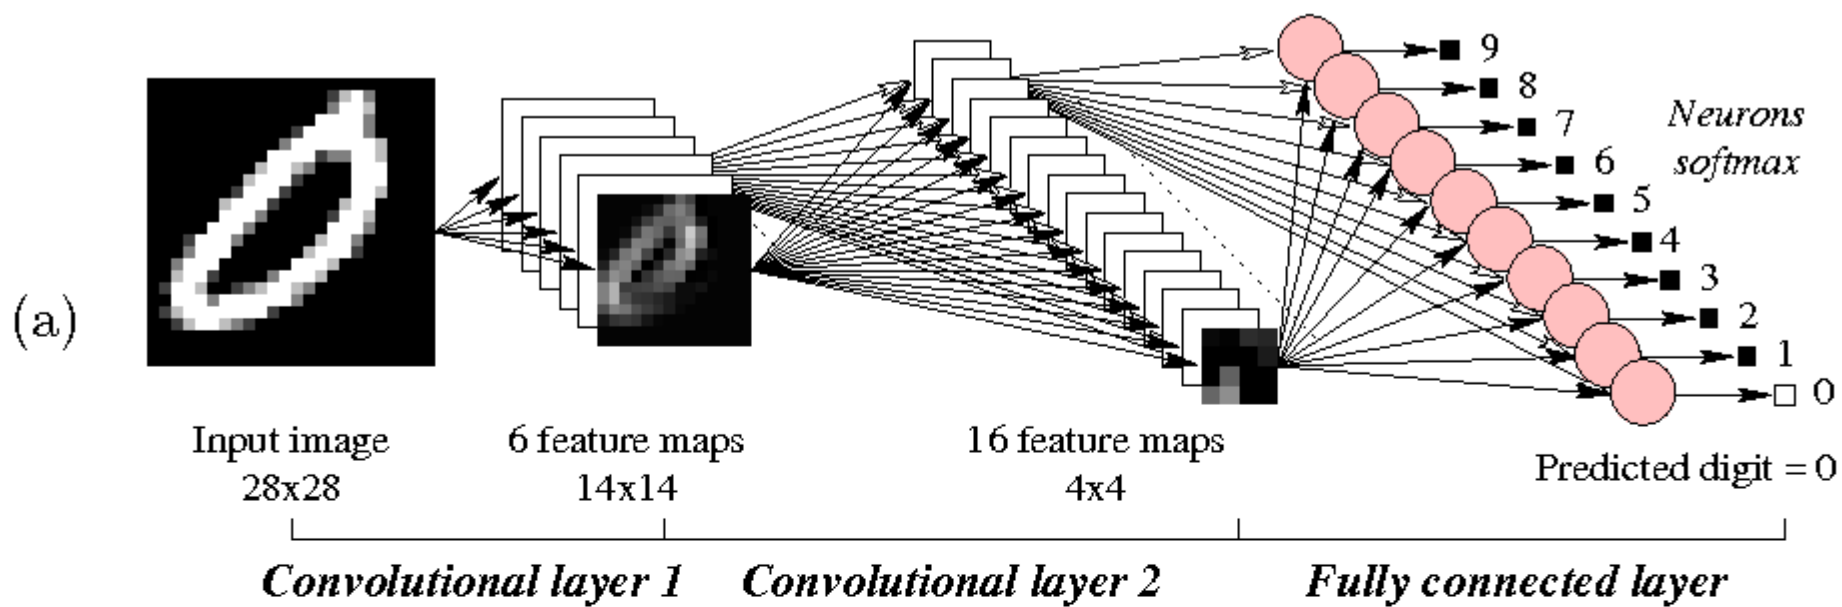 (a)
Input image
28x28
6 feature maps
14x14
16 feature maps
4x4
9
8
7
6
5
4
3
2
1
0
Neurons
softmax
Predicted digit = 0
Convolutional layer 1
Convolutional layer 2
Fully connected layer